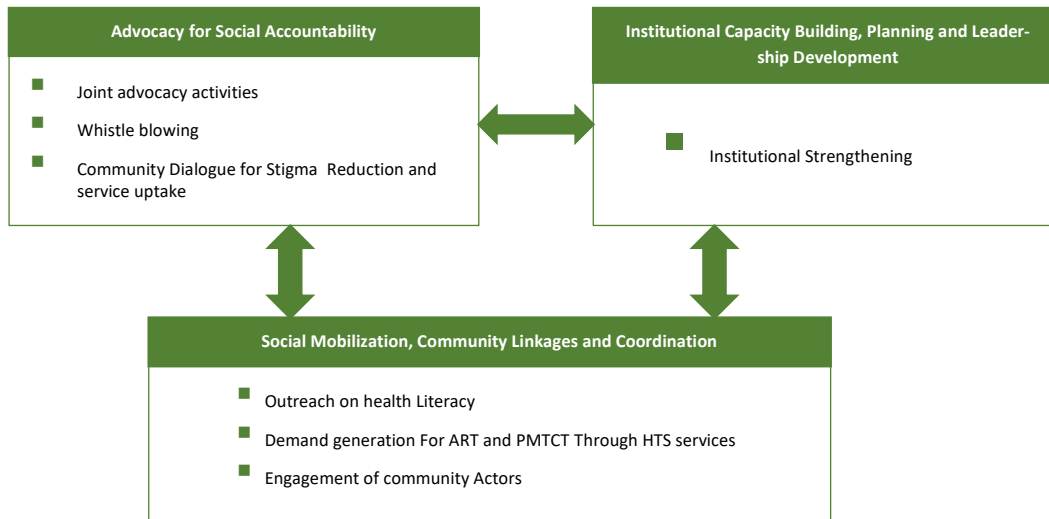 Advocacy for Social Accountability
Joint advocacy activities
Whistle blowing
Community Dialogue for Stigma Reduction and
service uptake
Institutional Capacity Building, Planning and Leader-
ship Development
Institutional Strengthening
Social Mobilization, Community Linkages and Coordination
Outreach on health Literacy
Demand generation For ART and PMTCT Through HTS services
Engagement of community Actors